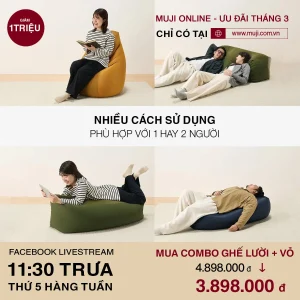 GIẢM
1TRIỆU
MUJI ONLINE - ƯU ĐÃI THÁNG 3
CHỈ CÓ TẠI www.muji.com.vn
NHIỀU CÁCH SỬ DỤNG
PHÙ HỢP VỚI 1 HAY 2 NGƯỜI
FACEBOOK LIVESTREAM
11:30 TRƯA
THỨ 5 HÀNG TUẦN
MUA COMBO GHẾ LƯỜI + VỎ
4.898.000 đ ↓
3.898.000 đ